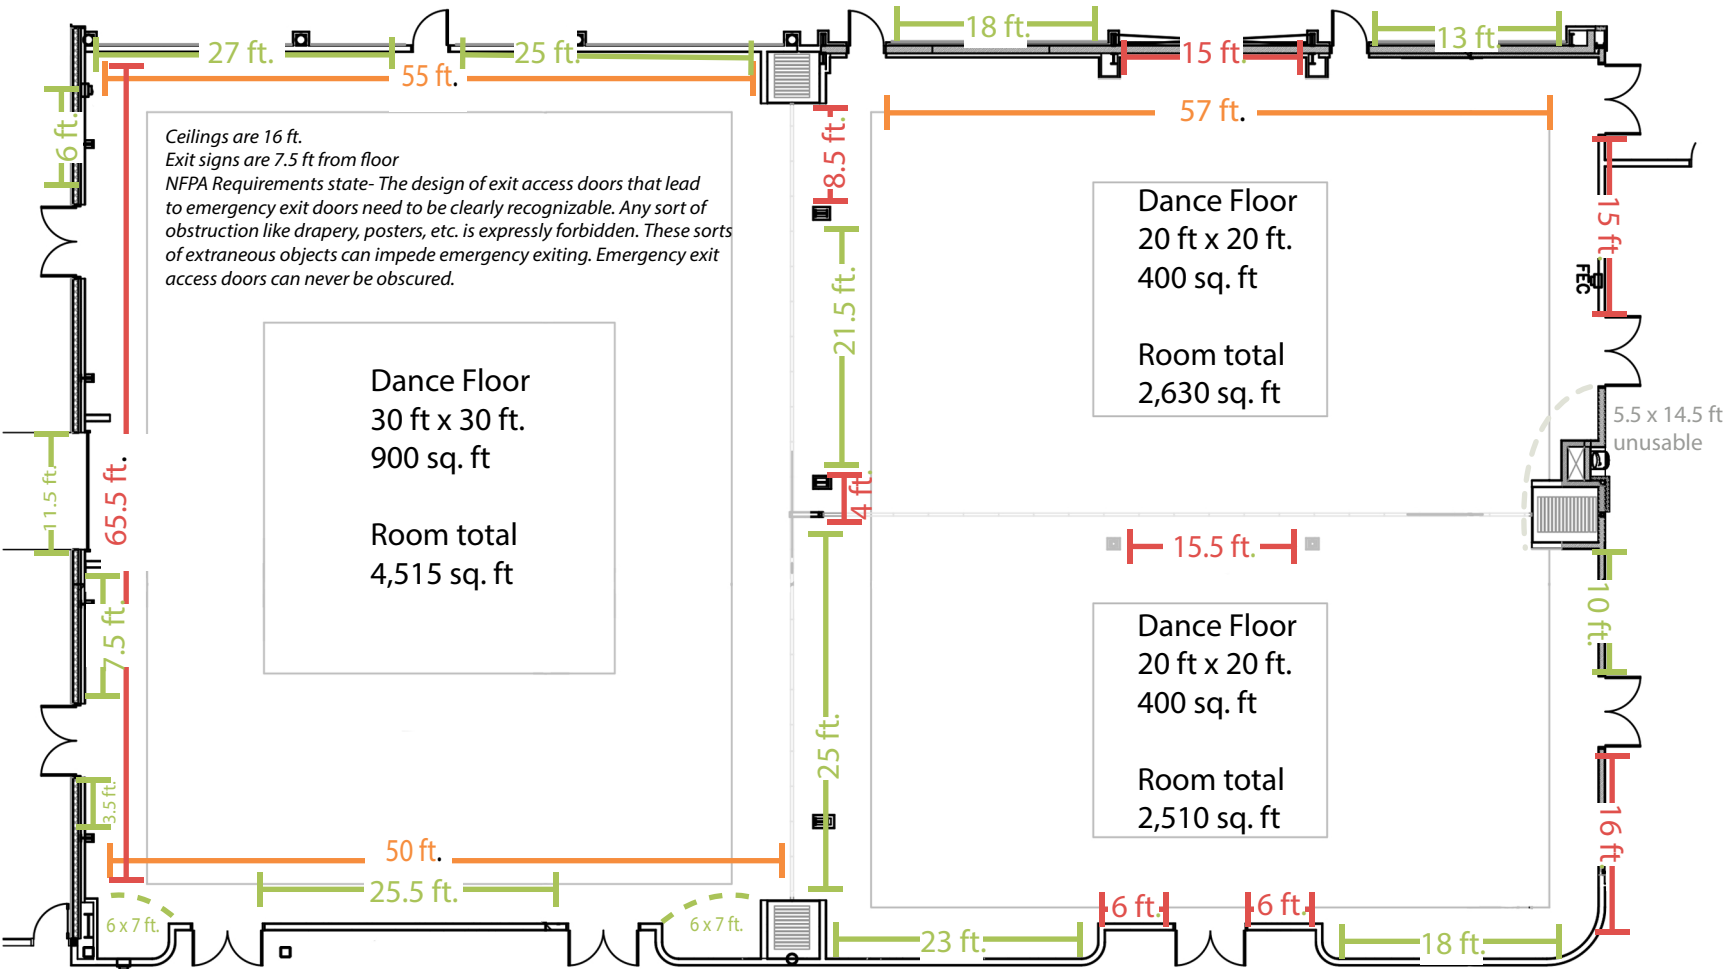 18 ft.
13 ft.
27 ft.
25 ft.
15 ft.
55 ft.
57 ft.
6 ft.
Ceilings are 16 ft.
Exit signs are 7.5 ft from floor
NFPA Requirements state- The design of exit access doors that lead
to emergency exit doors need to be clearly recognizable. Any sort of
obstruction like drapery, posters, etc. is expressly forbidden. These sorts
of extraneous objects can impede emergency exiting. Emergency exit
access doors can never be obscured.
8.5 ft.
Dance Floor
20 ft x 20 ft.
400 sq. ft
Room total
2,630 sq. ft
15 ft.
FEC
21.5 ft.
Dance Floor
30 ft x 30 ft.
900 sq. ft
Room total
4,515 sq. ft
5.5 x 14.5 ft
unusable
11.5 ft.
65.5 ft.
4 ft.
15.5 ft.
7.5 ft.
10 ft.
Dance Floor
20 ft x 20 ft.
400 sq. ft
Room total
2,510 sq. ft
25 ft.
3.5 ft.
16 ft.
50 ft.
25.5 ft.
6 x 7 ft.
6 x 7 ft.
6 ft.
6 ft.
23 ft.
18 ft.